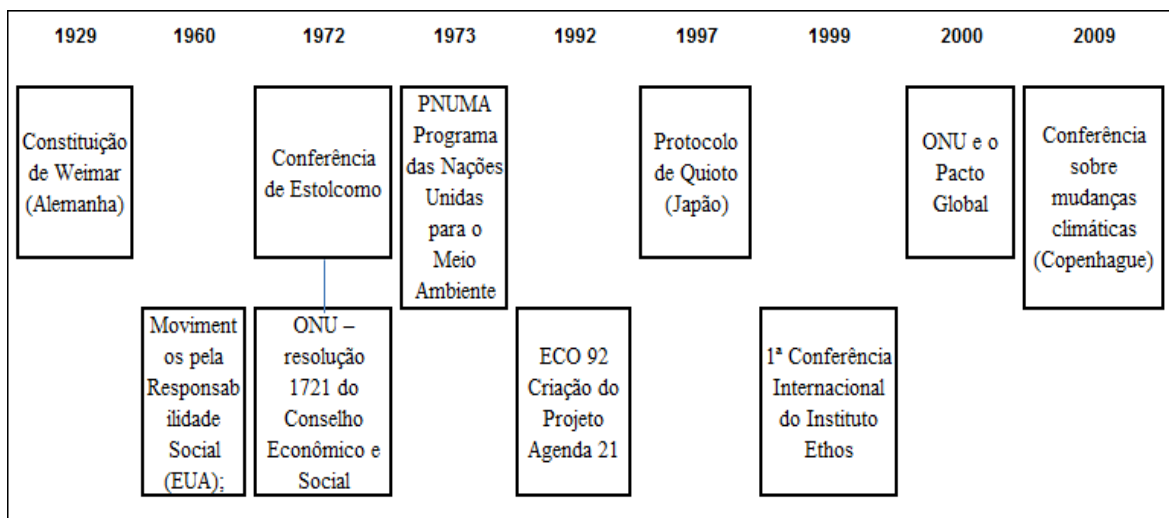 1929 1960 1972 1973 1992 1997 1999 2000 2009
Constituição
de Weimar
(Alemanha)
Conferência
de Estolcomo
PNUMA
Programa
das Nações
Unidas
para o
Meio
Ambiente
Protocolo
de Quioto
(Japão)
ONU e o
Pacto
Global
Conferência
sobre
mudanças
climáticas
(Copenhague)
Moviment
os pela
Responsab
ilidade
Social
(EUA);
ONU –
resolução
1721 do
Conselho
Econômico e
Social
ECO 92
Criação do
Projeto
Agenda 21
1ª Conferência
Internacional
do Instituto
Ethos